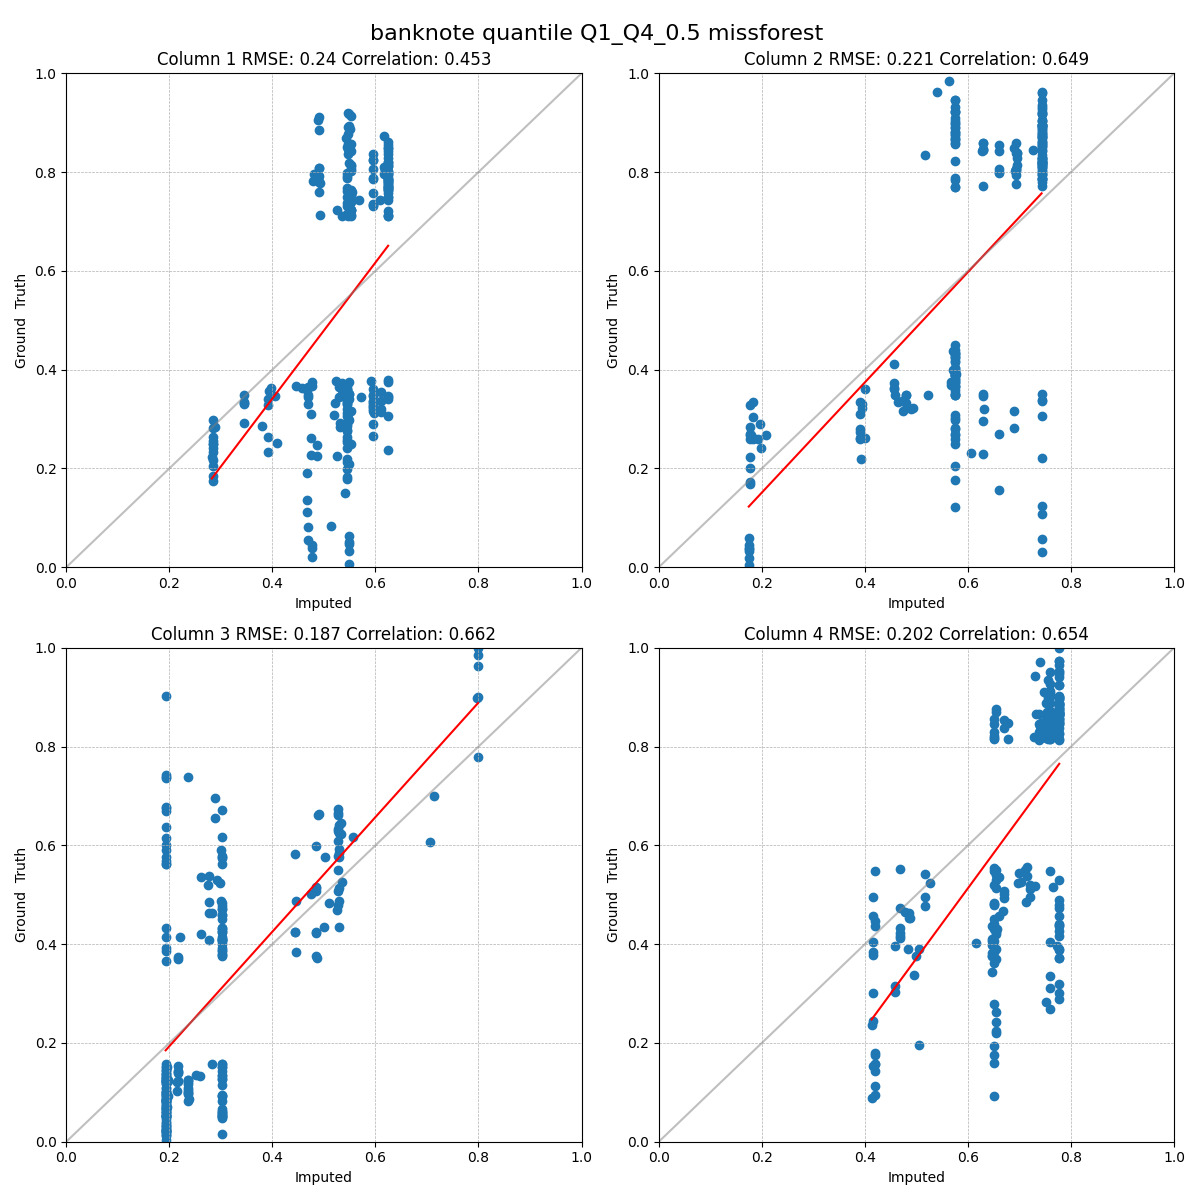 banknote quantile Q1_Q4_0.5 missforest
Column 1 RMSE: 0.24 Correlation: 0.453
1.0
0.8
0.6
0.4
0.2
0.0
Ground Truth
0.0 0.2 0.4 0.6 0.8 1.0
Imputed
Column 2 RMSE: 0.221 Correlation: 0.649
1.0
0.8
0.6
0.4
0.2
0.0
Ground Truth
0.0 0.2 0.4 0.6 0.8 1.0
Imputed
Column 3 RMSE: 0.187 Correlation: 0.662
1.0
0.8
0.6
0.4
0.2
0.0
Ground Truth
0.0 0.2 0.4 0.6 0.8 1.0
Imputed
Column 4 RMSE: 0.202 Correlation: 0.654
1.0
0.8
0.6
0.4
0.2
0.0
Ground Truth
0.0 0.2 0.4 0.6 0.8 1.0
Imputed